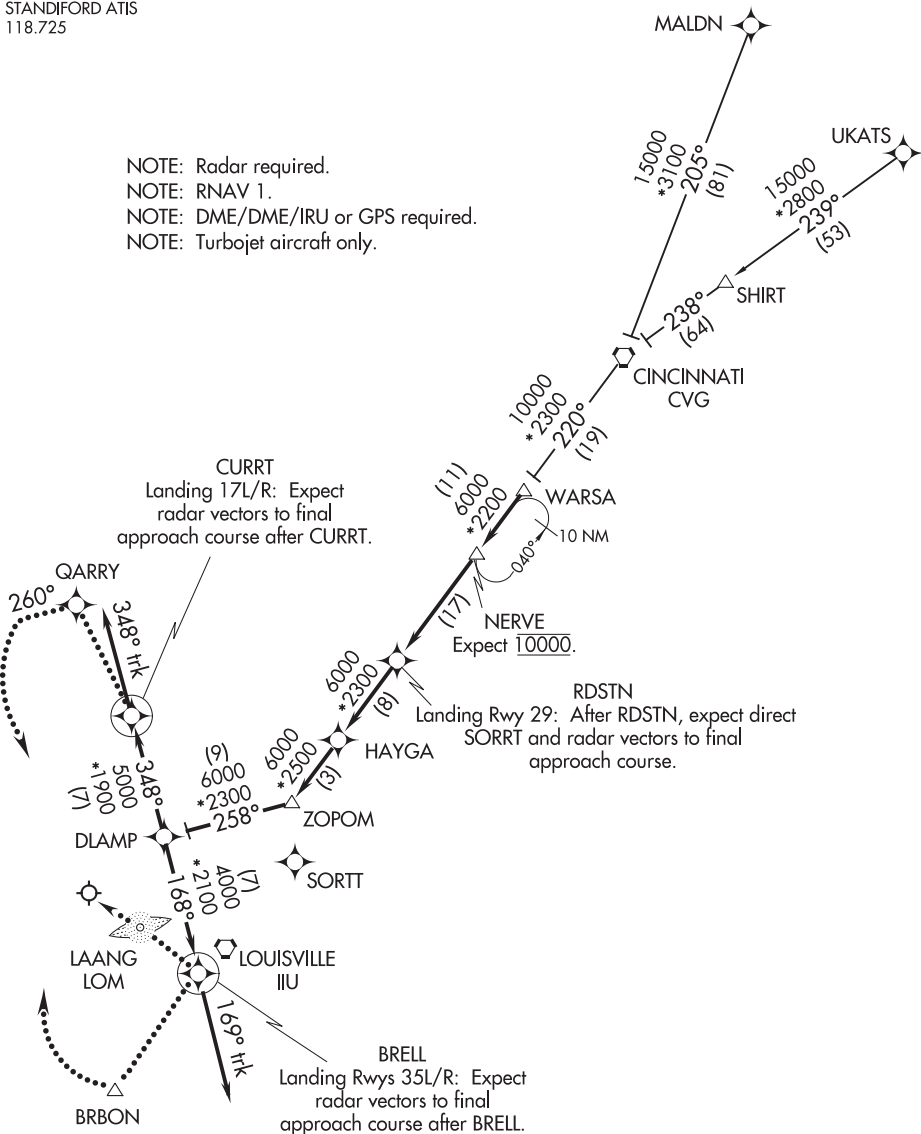 STANDIFORD ATIS
118.725
MALDN
UKATS
NOTE: Radar required.
NOTE: RNAV 1.
NOTE: DME/DME/IRU or GPS required.
NOTE: Turbojet aircraft only.
15000
*3100
205°
(81)
15000
*2800
239°
(53)
SHIRT
238°
(64)
CINCINNATI
CVG
10000
*2300
220°
(19)
CURRT
Landing 17L/R: Expect
radar vectors to final
approach course after CURRT.
(11)
6000
*2200
WARSA
10 NM
040°
QARRY
260°
348° trk
(17)
NERVE
Expect 10000.
6000
*2300
(8)
RDSTN
Landing Rwy 29: After RDSTN, expect direct
SORRT and radar vectors to final
approach course.
HAYGA
6000
*2500
(3)
(9)
6000
*2300
258°
ZOPOM
348°
5000
*1900
(7)
DLAMP
SORTT
(7)
4000
*2100
168°
LAANG
LOM
LOUISVILLE
IIU
169° trk
BRELL
Landing Rwys 35L/R: Expect
radar vectors to final
approach course after BRELL.
BRBON